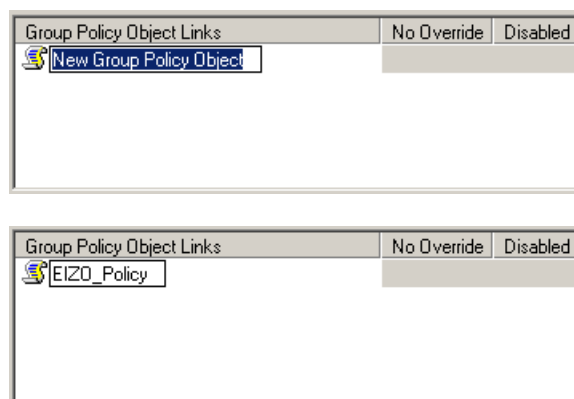 Group Policy Object Links No Override Disabled
New Group Policy Object
Group Policy Object Links No Override Disabled
EIZO_Policy